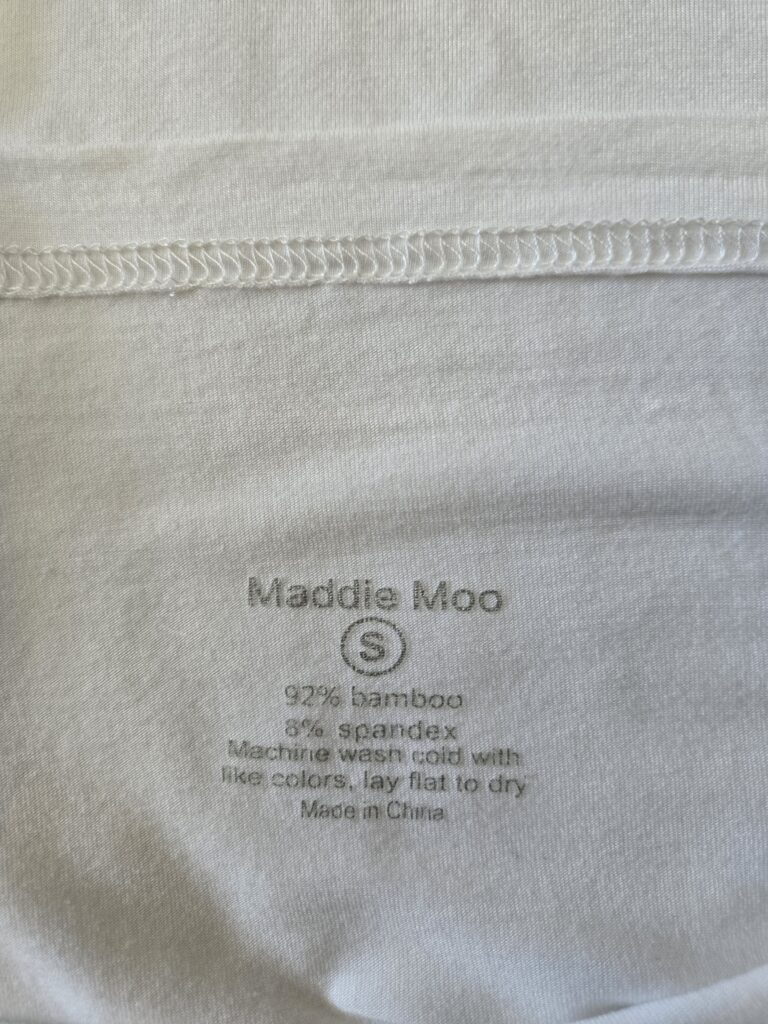 Maddie Moo
S
92% bamboo
8% spandex
Machine wash cold with
like colors, lay flat to dry
Made in China